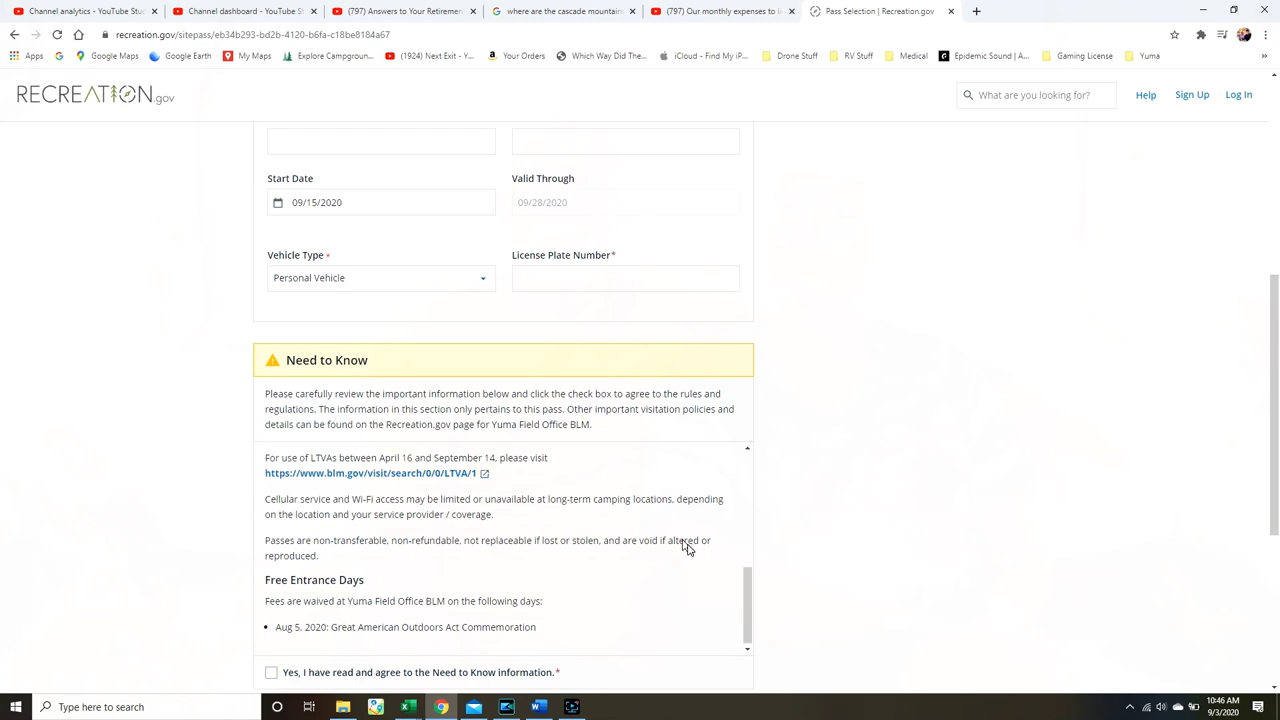 Channel analytics - YouTube Stu
Channel dashboard - YouTube S
(797) Answers to Your Retiremen
where are the cascade mountain
(797) Our monthly expenses to li
Pass Selection | Recreation.gov
recreation.gov/sitepass/eb34b293-bd2b-4120-b6fa-c18be8184a67
Apps
Google Maps
Google Earth
My Maps
Explore Campgroun...
(1924) Next Exit - Y...
Your Orders
Which Way Did The...
iCloud - Find My iP...
Drone Stuff
RV Stuff
Medical
Epidemic Sound | A...
Gaming License
Yuma
»
RECREATION.gov
What are you looking for?
Help
Sign Up
Log In
Start Date
Valid Through
09/15/2020
09/28/2020
Vehicle Type *
License Plate Number*
Personal Vehicle
Need to Know
Please carefully review the important information below and click the check box to agree to the rules and
regulations. The information in this section only pertains to this pass. Other important visitation policies and
details can be found on the Recreation.gov page for Yuma Field Office BLM.
For use of LTVAs between April 16 and September 14, please visit
https://www.blm.gov/visit/search/0/0/LTVA/1
Cellular service and Wi-Fi access may be limited or unavailable at long-term camping locations, depending
on the location and your service provider / coverage.
Passes are non-transferable, non-refundable, not replaceable if lost or stolen, and are void if altered or
reproduced.
Free Entrance Days
Fees are waived at Yuma Field Office BLM on the following days:
• Aug 5, 2020: Great American Outdoors Act Commemoration
Yes, I have read and agree to the Need to Know information.*
Type here to search
10:46 AM
9/3/2020